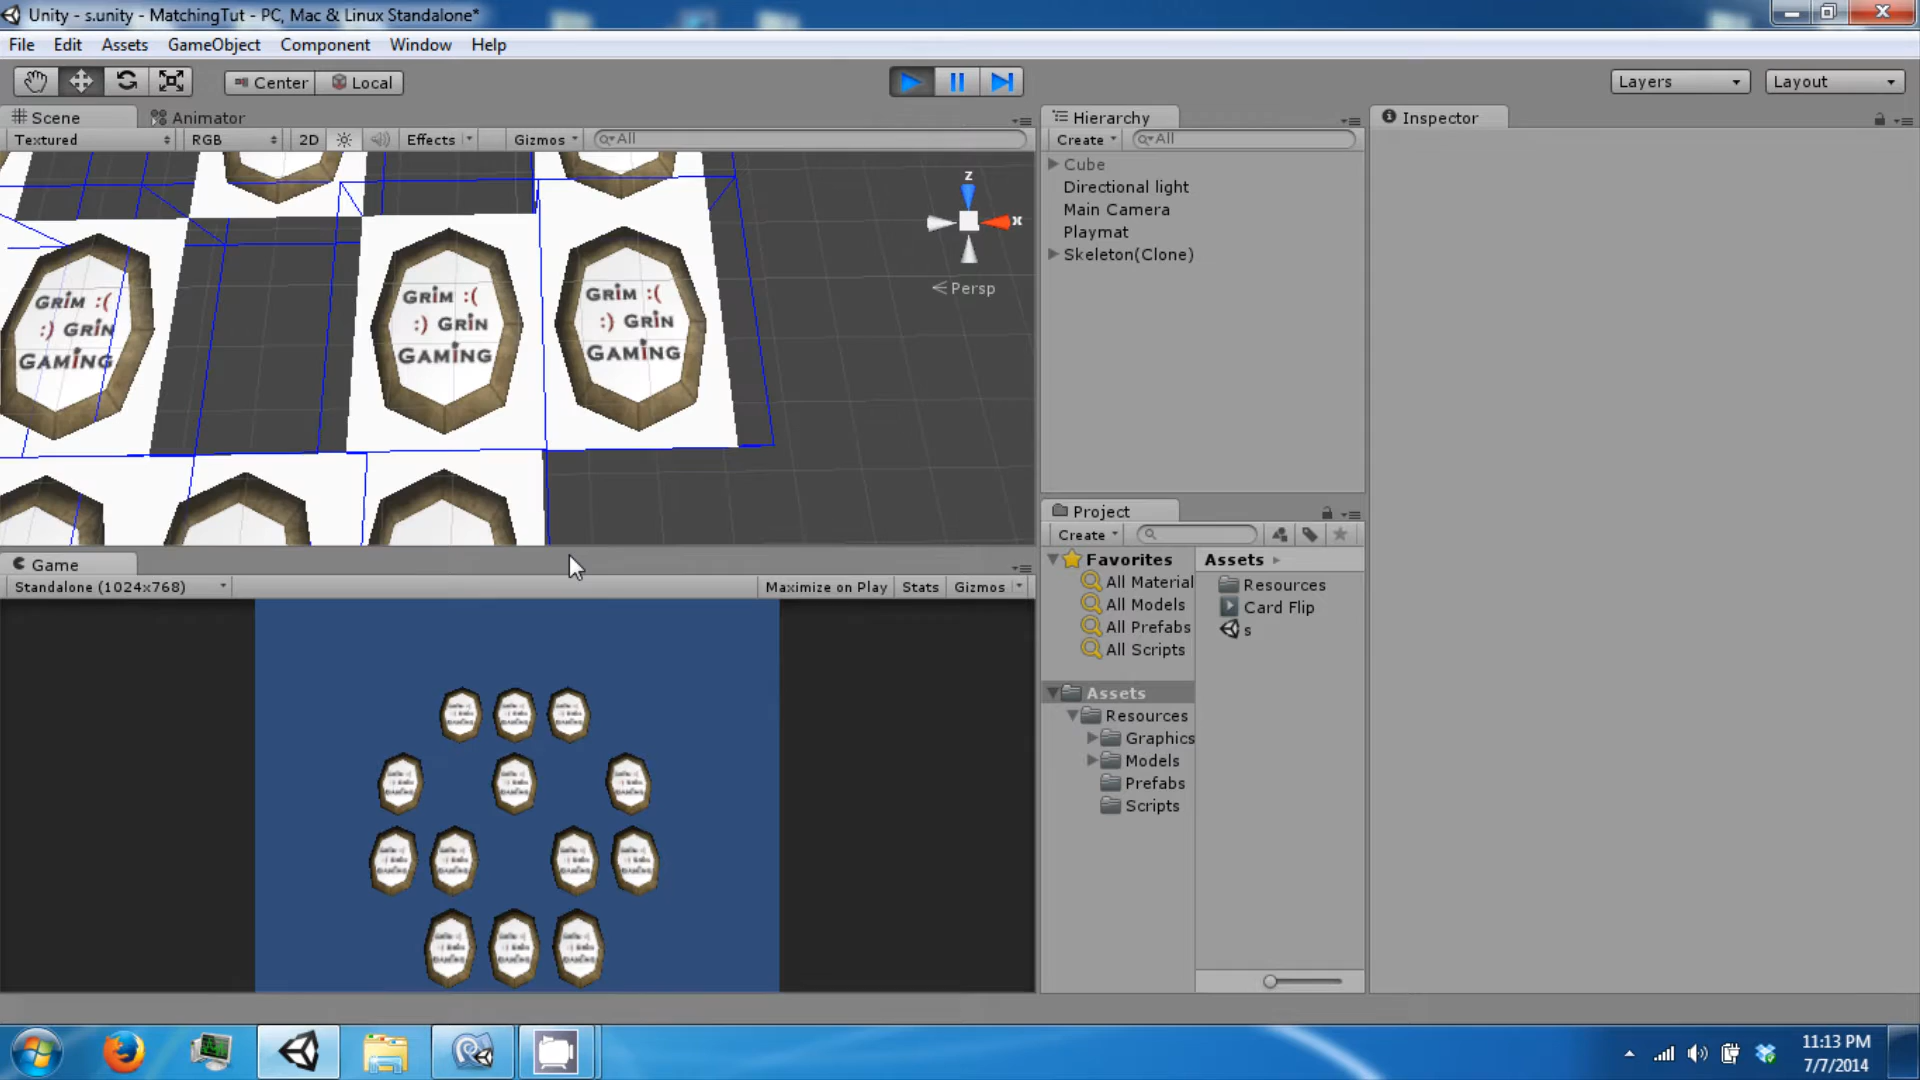 Unity - s.unity - MatchingTut - PC, Mac & Linux Standalone*
File Edit Assets GameObject Component Window Help
Center Local Layers Layout
Scene Animator Hierarchy Inspector
Textured RGB 2D Effects Gizmos All Create All
Cube
Directional light
Main Camera
Playmat
Skeleton(Clone)
z
x
Persp
GRiM :(
:) GRiN
GAMiNG
GRiM :(
:) GRiN
GAMiNG
GRiM :(
:) GRiN
GAMiNG
Project
Create
Favorites
All Material
All Models
All Prefabs
All Scripts
Assets
Resources
Graphics
Models
Prefabs
Scripts
Assets
Resources
Card Flip
s
Game
Standalone (1024x768) Maximize on Play Stats Gizmos
11:13 PM
7/7/2014